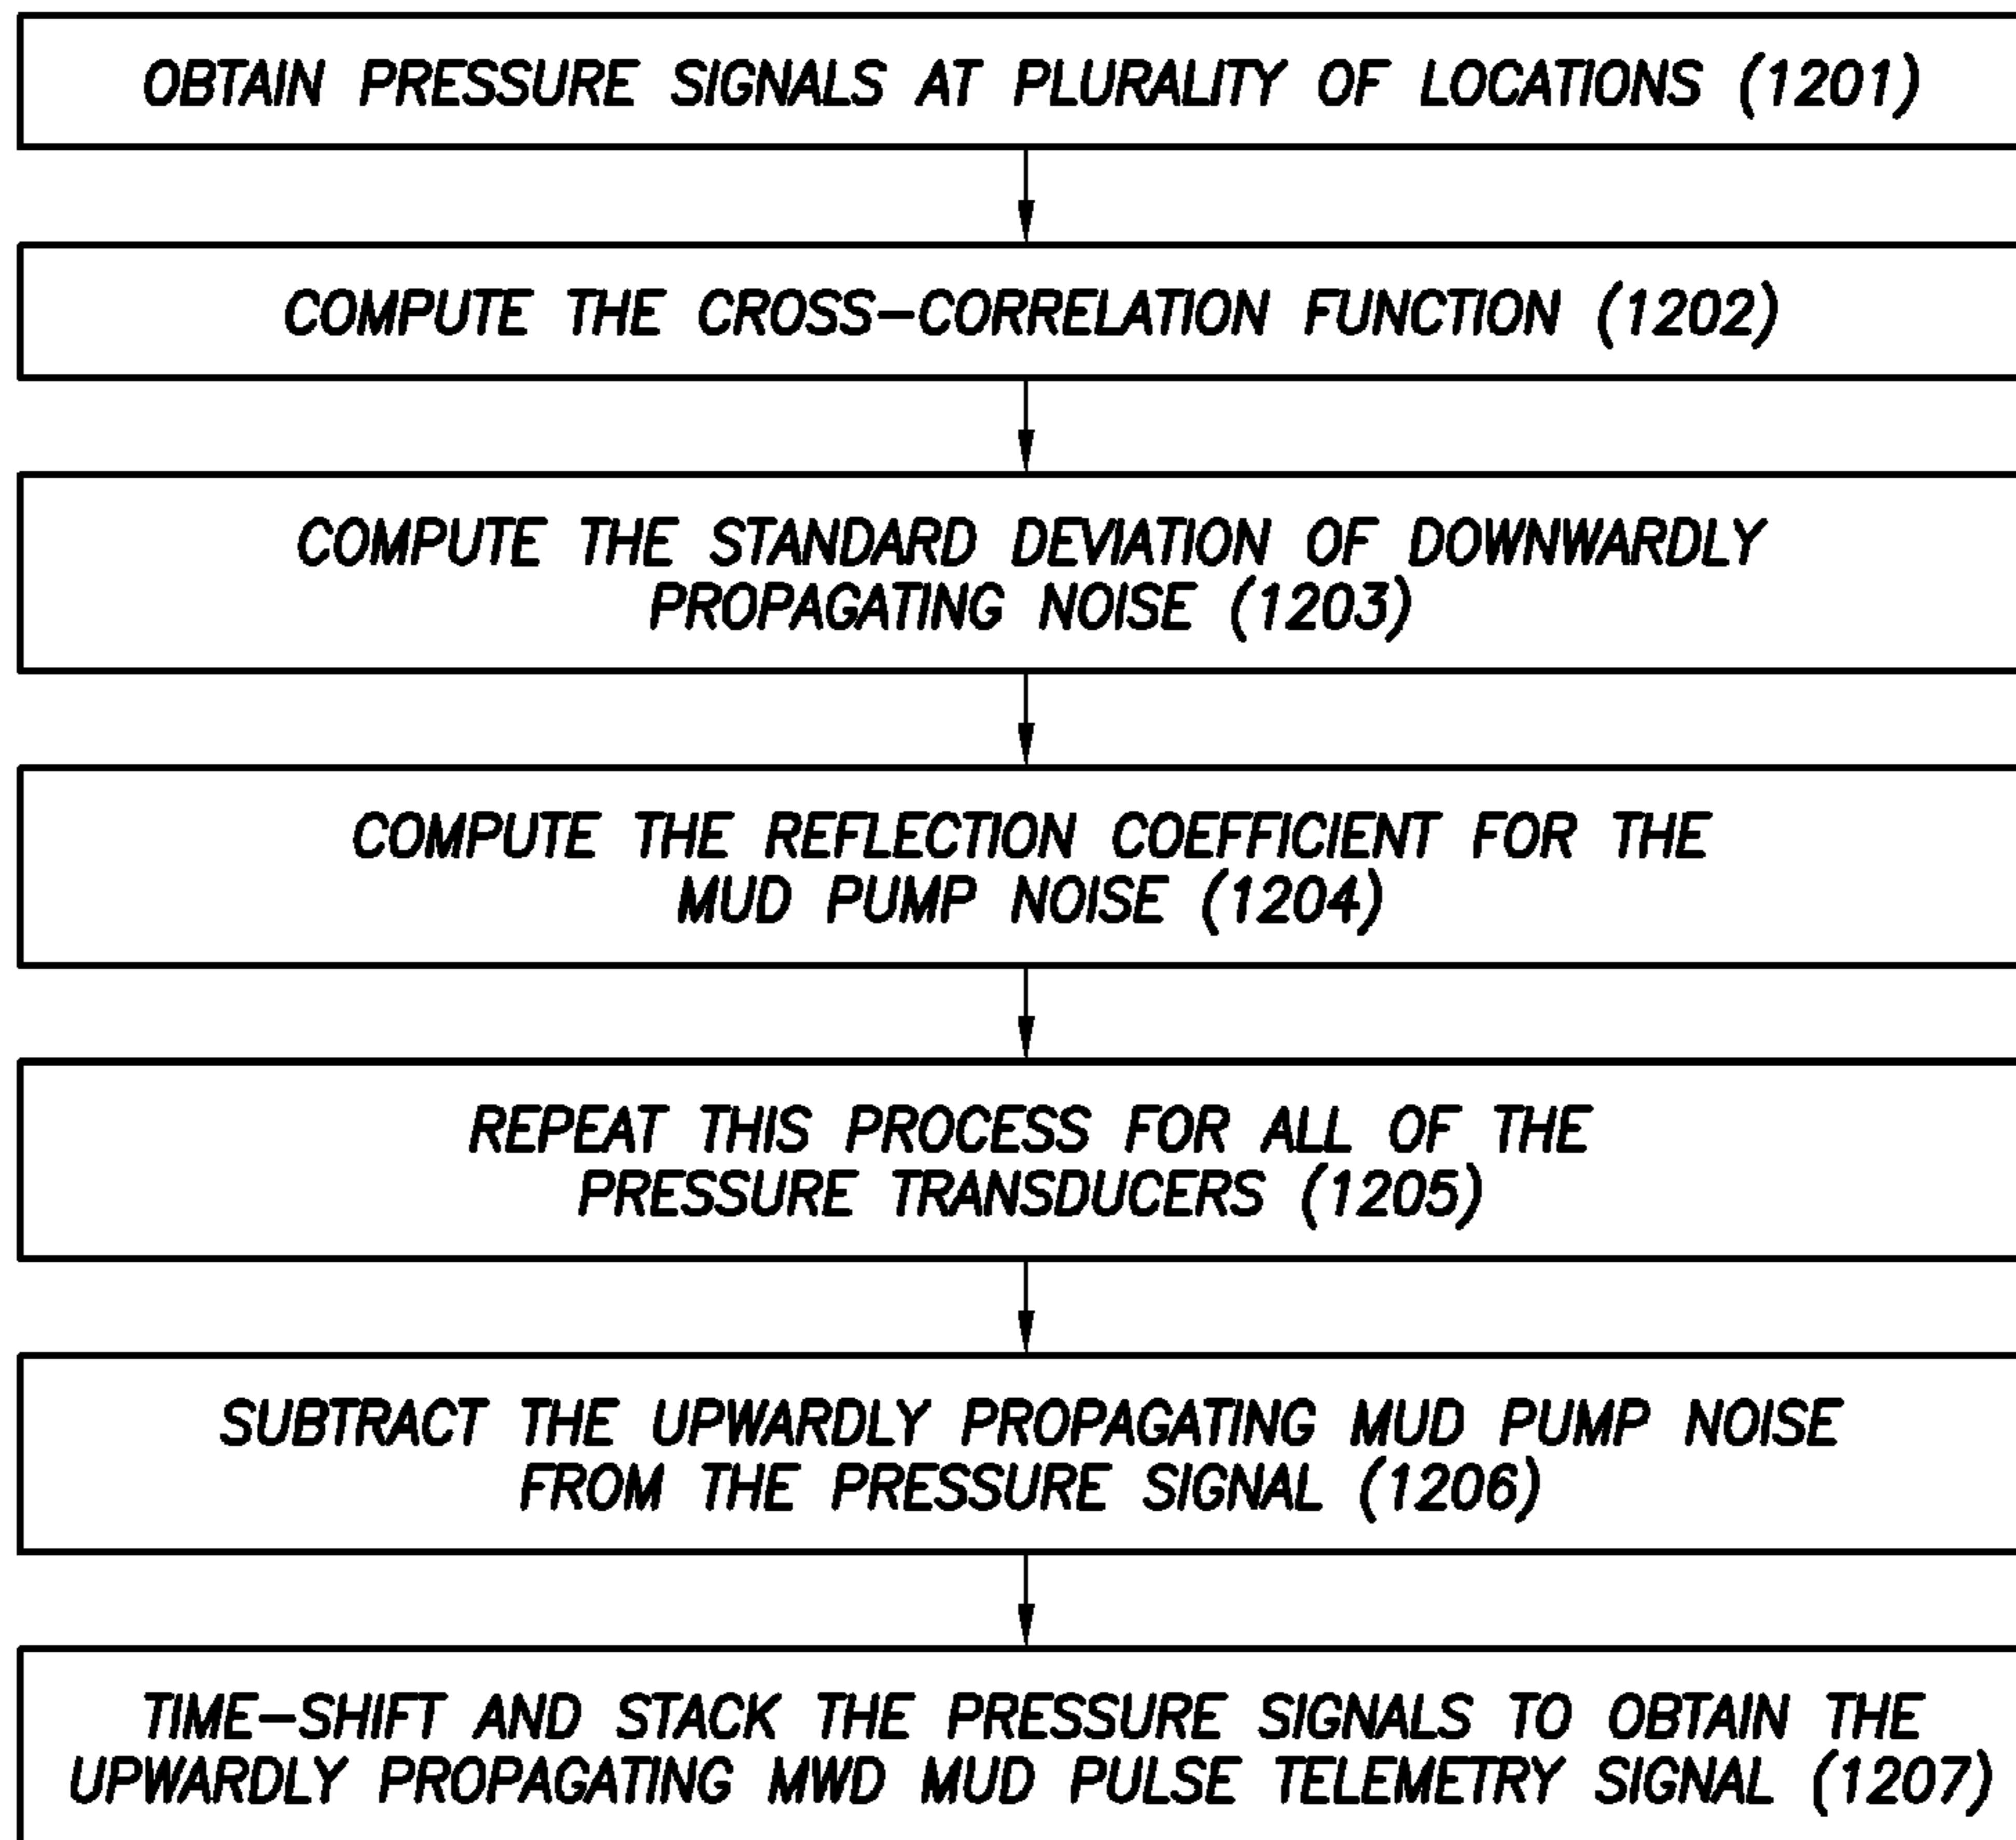 OBTAIN PRESSURE SIGNALS AT PLURALITY OF LOCATIONS (1201)
COMPUTE THE CROSS-CORRELATION FUNCTION (1202)
COMPUTE THE STANDARD DEVIATION OF DOWNWARDLY
PROPAGATING NOISE (1203)
COMPUTE THE REFLECTION COEFFICIENT FOR THE
MUD PUMP NOISE (1204)
REPEAT THIS PROCESS FOR ALL OF THE
PRESSURE TRANSDUCERS (1205)
SUBTRACT THE UPWARDLY PROPAGATING MUD PUMP NOISE
FROM THE PRESSURE SIGNAL (1206)
TIME-SHIFT AND STACK THE PRESSURE SIGNALS TO OBTAIN THE
UPWARDLY PROPAGATING MWD MUD PULSE TELEMETRY SIGNAL (1207)